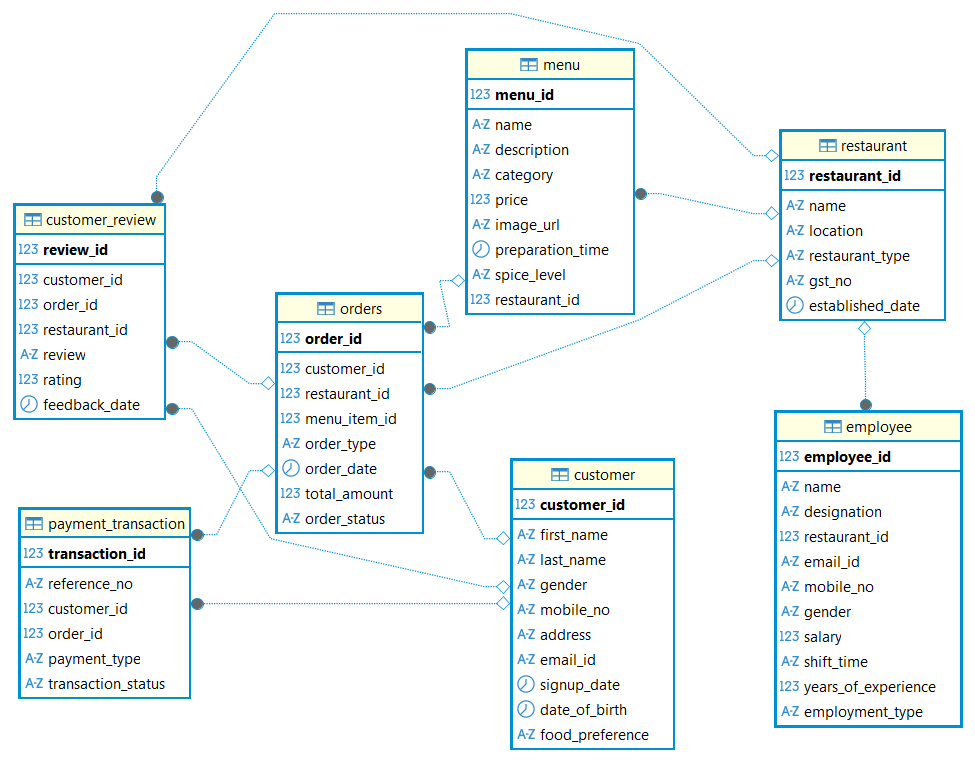 menu
123 menu_id
A-Z name
A-Z description
A-Z category
123 price
A-Z image_url
preparation_time
A-Z spice_level
123 restaurant_id
restaurant
123 restaurant_id
A-Z name
A-Z location
A-Z restaurant_type
A-Z gst_no
established_date
customer_review
123 review_id
123 customer_id
123 order_id
123 restaurant_id
A-Z review
123 rating
feedback_date
orders
123 order_id
123 customer_id
123 restaurant_id
123 menu_item_id
A-Z order_type
order_date
123 total_amount
A-Z order_status
employee
123 employee_id
A-Z name
A-Z designation
123 restaurant_id
A-Z email_id
A-Z mobile_no
A-Z gender
123 salary
A-Z shift_time
123 years_of_experience
A-Z employment_type
customer
123 customer_id
A-Z first_name
A-Z last_name
A-Z gender
A-Z mobile_no
A-Z address
A-Z email_id
signup_date
date_of_birth
A-Z food_preference
payment_transaction
123 transaction_id
A-Z reference_no
123 customer_id
123 order_id
A-Z payment_type
A-Z transaction_status